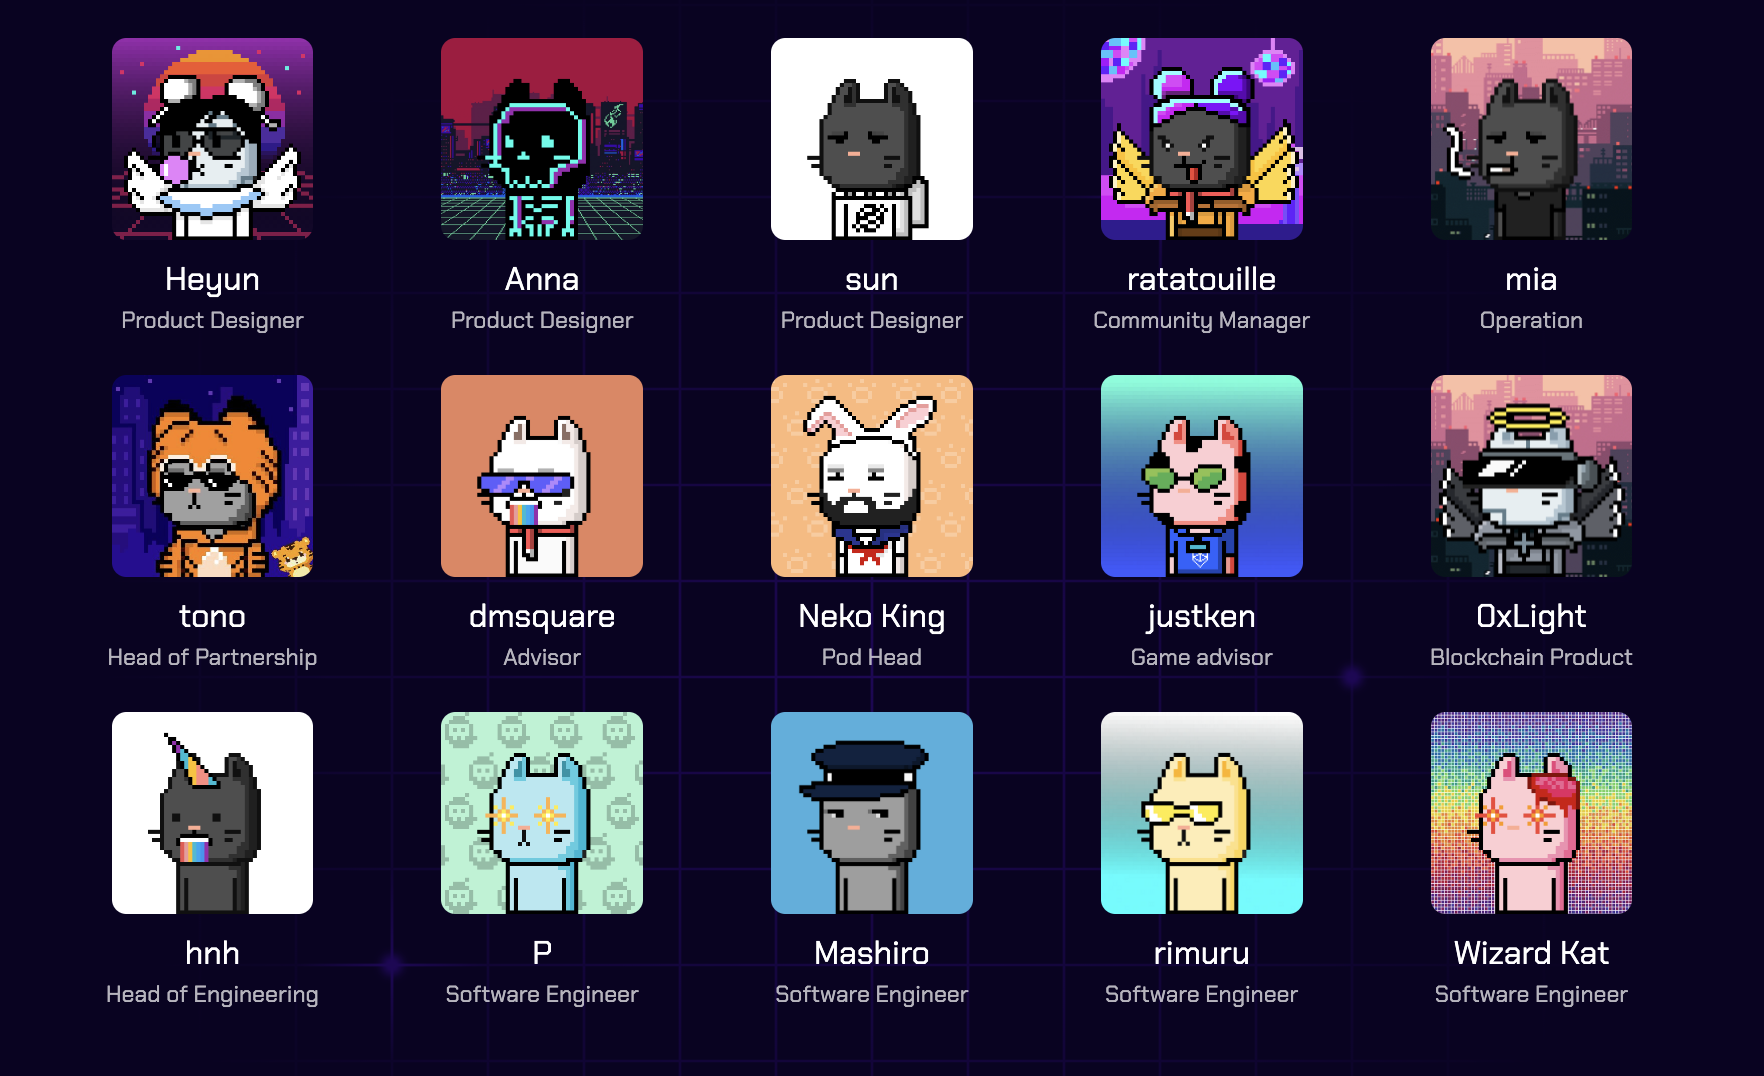 Heyun
Product Designer
Anna
Product Designer
sun
Product Designer
ratatouille
Community Manager
mia
Operation
tono
Head of Partnership
dmsquare
Advisor
Neko King
Pod Head
justken
Game advisor
0xLight
Blockchain Product
hnh
Head of Engineering
P
Software Engineer
Mashiro
Software Engineer
rimuru
Software Engineer
Wizard Kat
Software Engineer